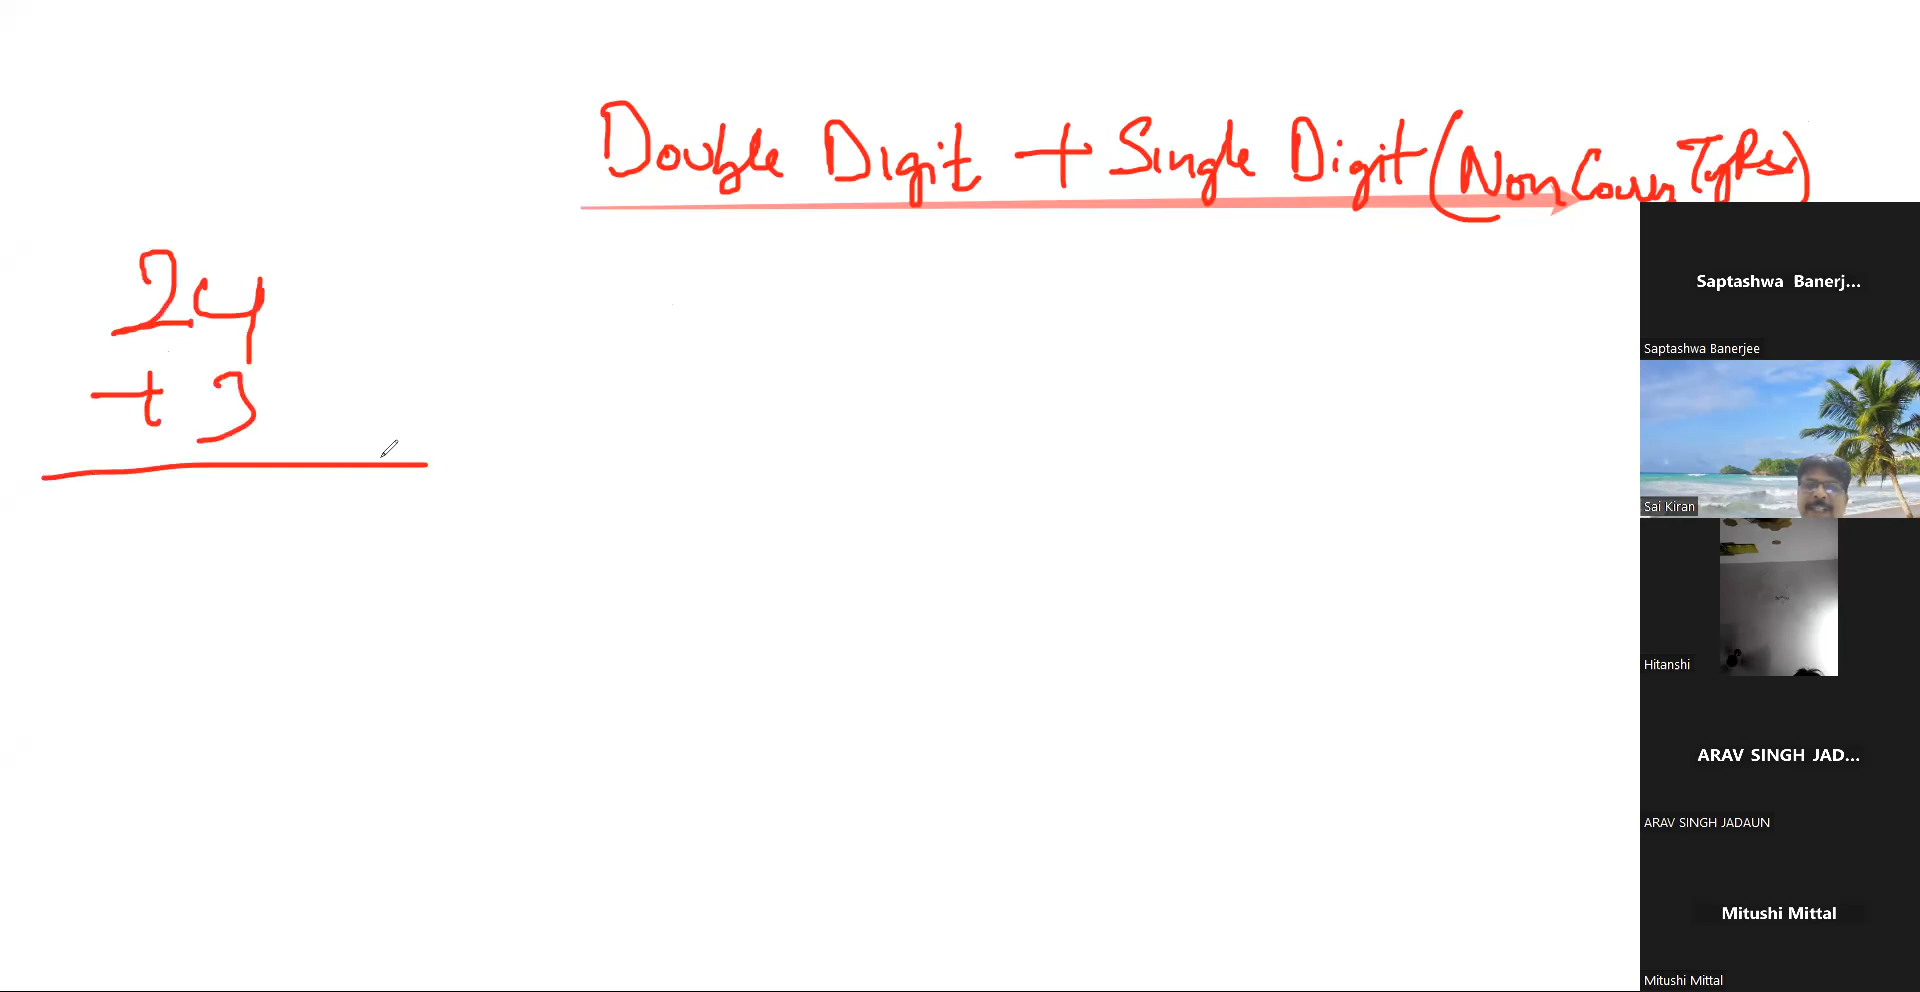 Double Digit + Single Digit (Non Types)
24
+ 3
Saptashwa Banerj...
Saptashwa Banerjee
Sai Kiran
Hitanshi
ARAV SINGH JAD...
ARAV SINGH JADAUN
Mitushi Mittal
Mitushi Mittal